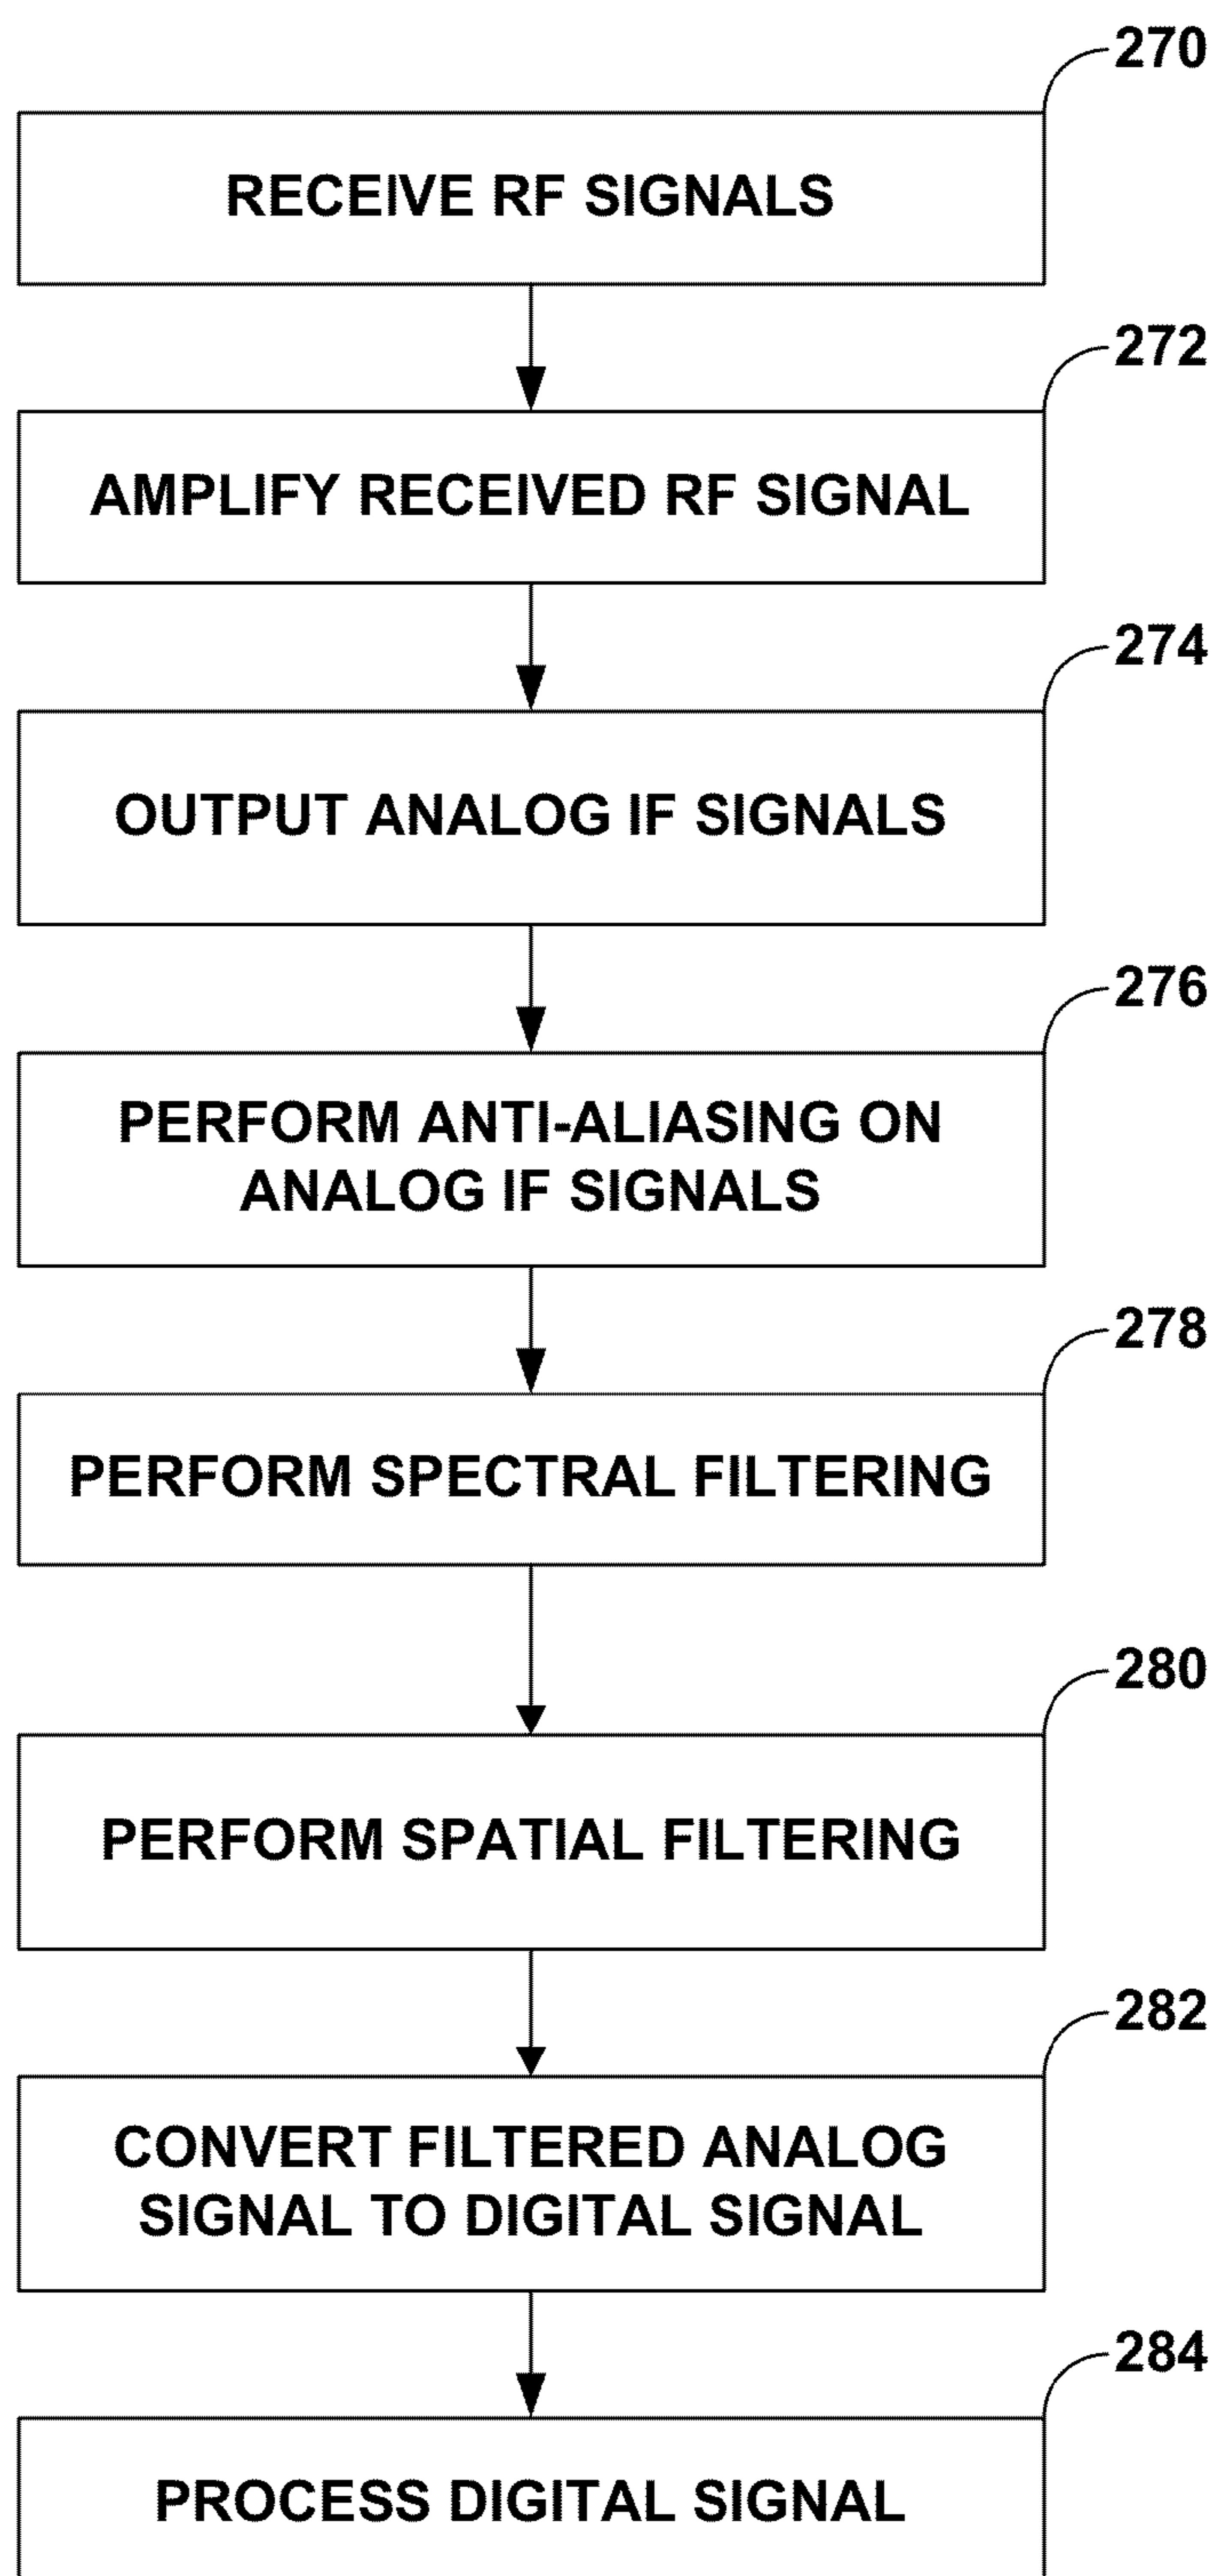 270
RECEIVE RF SIGNALS
272
AMPLIFY RECEIVED RF SIGNAL
274
OUTPUT ANALOG IF SIGNALS
276
PERFORM ANTI-ALIASING ON
ANALOG IF SIGNALS
278
PERFORM SPECTRAL FILTERING
280
PERFORM SPATIAL FILTERING
282
CONVERT FILTERED ANALOG
SIGNAL TO DIGITAL SIGNAL
284
PROCESS DIGITAL SIGNAL